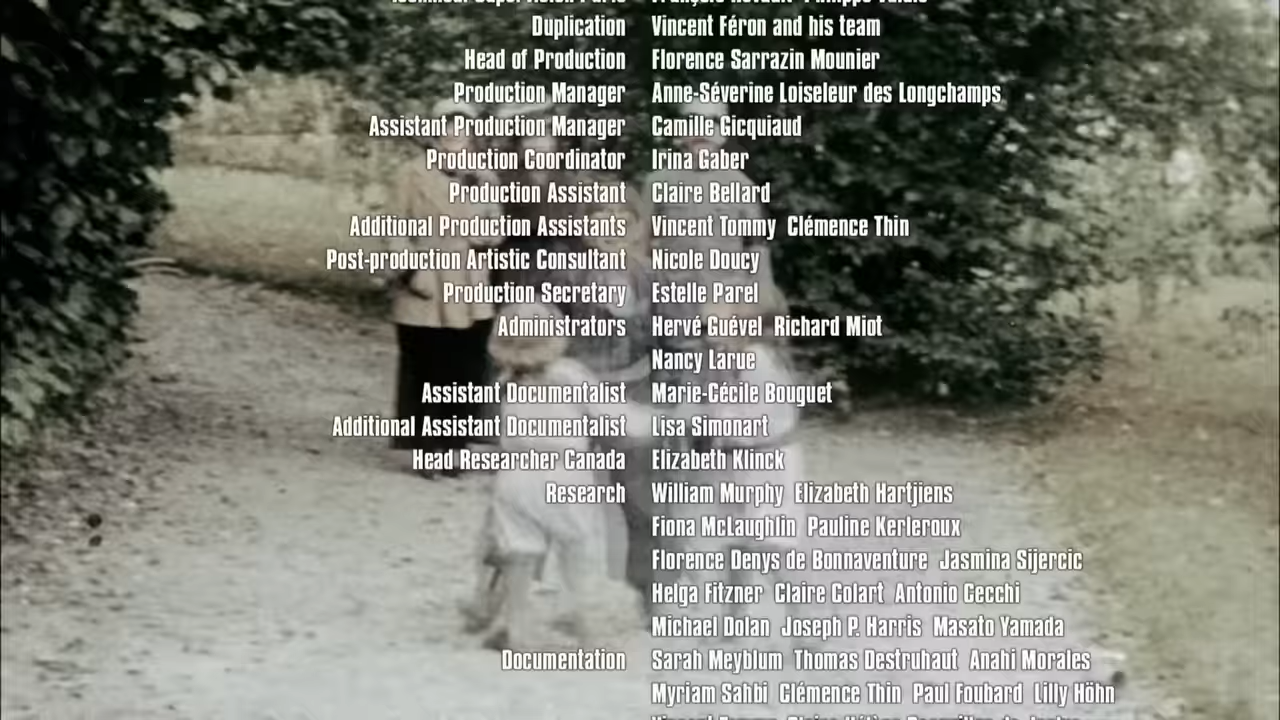 Duplication Vincent Féron and his team
Head of Production Florence Sarrazin Mounier
Production Manager Anne-Séverine Loiseleur des Longchamps
Assistant Production Manager Camille Gicquiaud
Production Coordinator Irina Gaber
Production Assistant Claire Bellard
Additional Production Assistants Vincent Tommy Clémence Thin
Post-production Artistic Consultant Nicole Doucy
Production Secretary Estelle Parel
Administrators Hervé Guével Richard Miot
Nancy Larue
Assistant Documentalist Marie-Cécile Bouguet
Additional Assistant Documentalist Lisa Simonart
Head Researcher Canada Elizabeth Klinck
Research William Murphy Elizabeth Hartjiens
Fiona McLaughlin Pauline Kerleroux
Florence Denys de Bonnaventure Jasmina Sijercic
Helga Fitzner Claire Colart Antonio Cecchi
Michael Dolan Joseph P. Harris Masato Yamada
Documentation Sarah Meyblum Thomas Destruhaut Anahi Morales
Myriam Sahbi Clémence Thin Paul Foubard Lilly Höhn